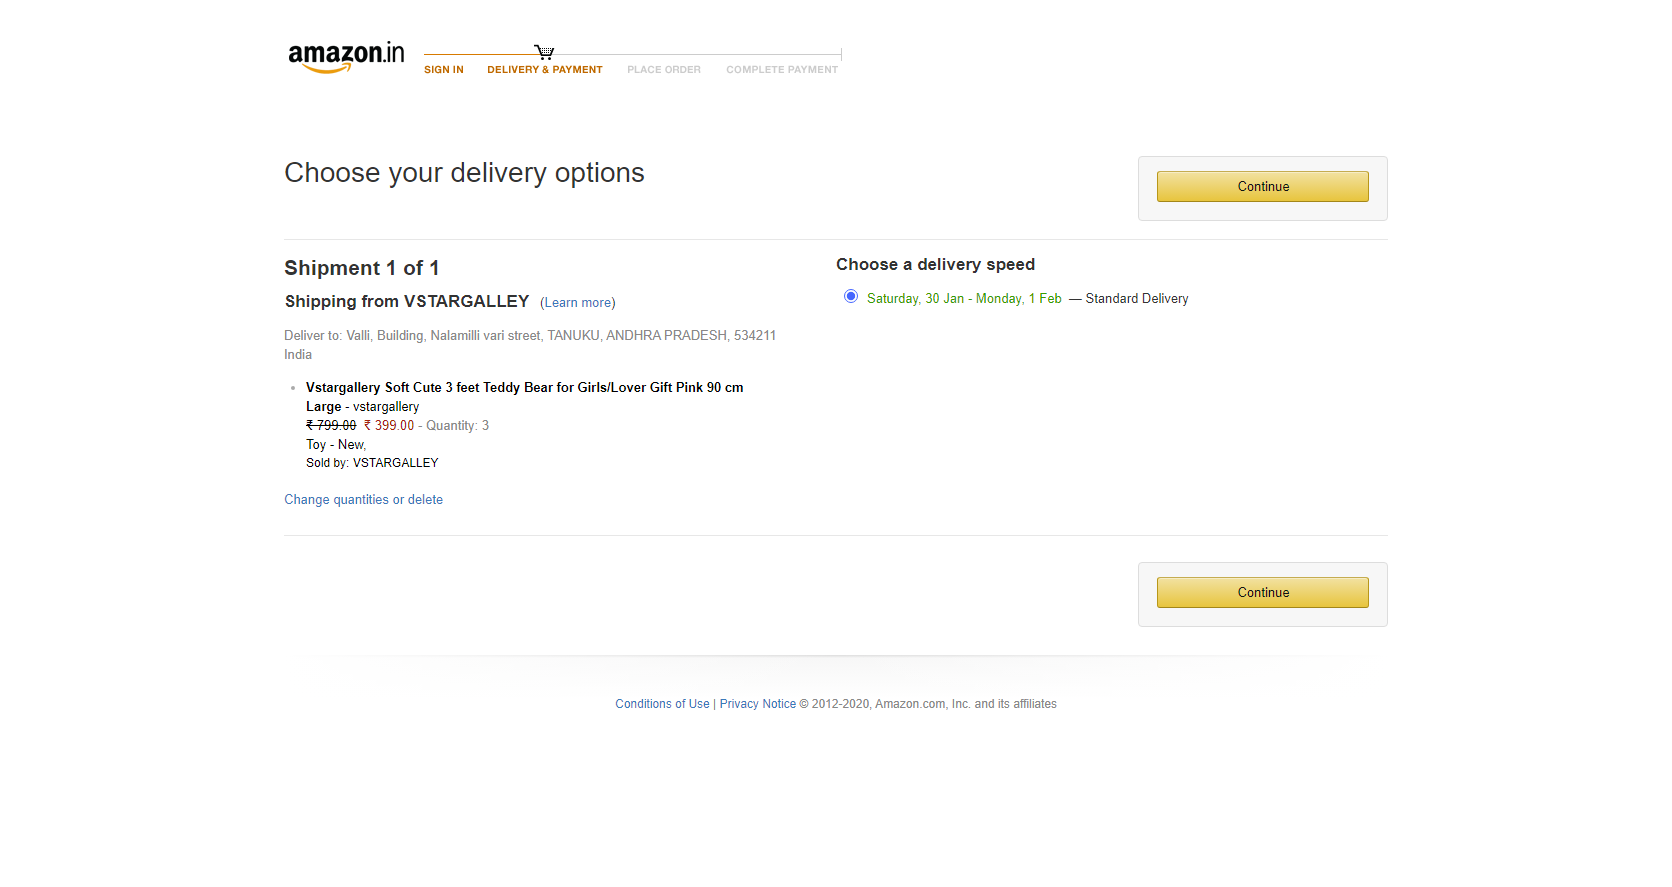 amazon.in
SIGN IN DELIVERY & PAYMENT PLACE ORDER COMPLETE PAYMENT
Choose your delivery options
Continue
Shipment 1 of 1
Shipping from VSTARGALLEY (Learn more)
Deliver to: Valli, Building, Nalamilli vari street, TANUKU, ANDHRA PRADESH, 534211
India
Vstargallery Soft Cute 3 feet Teddy Bear for Girls/Lover Gift Pink 90 cm
Large - vstargallery
₹ 799.00 ₹ 399.00 - Quantity: 3
Toy - New,
Sold by: VSTARGALLEY
Change quantities or delete
Choose a delivery speed
Saturday, 30 Jan - Monday, 1 Feb — Standard Delivery
Continue
Conditions of Use | Privacy Notice © 2012-2020, Amazon.com, Inc. and its affiliates